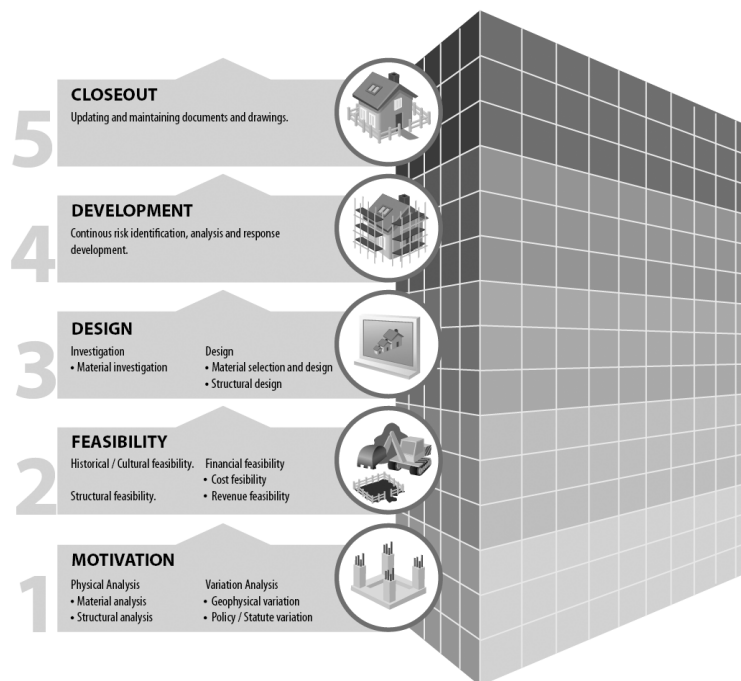 5
CLOSEOUT
Updating and maintaining documents and drawings.
4
DEVELOPMENT
Continous risk identification, analysis and response
development.
3
DESIGN
Investigation
• Material investigation
Design
• Material selection and design
• Structural design
2
FEASIBILITY
Historical / Cultural feasibility.
Structural feasibility.
Financial feasibility
• Cost fesibility
• Revenue feasibility
1
MOTIVATION
Physical Analysis
• Material analysis
• Structural analysis
Variation Analysis
• Geophysical variation
• Policy / Statute variation